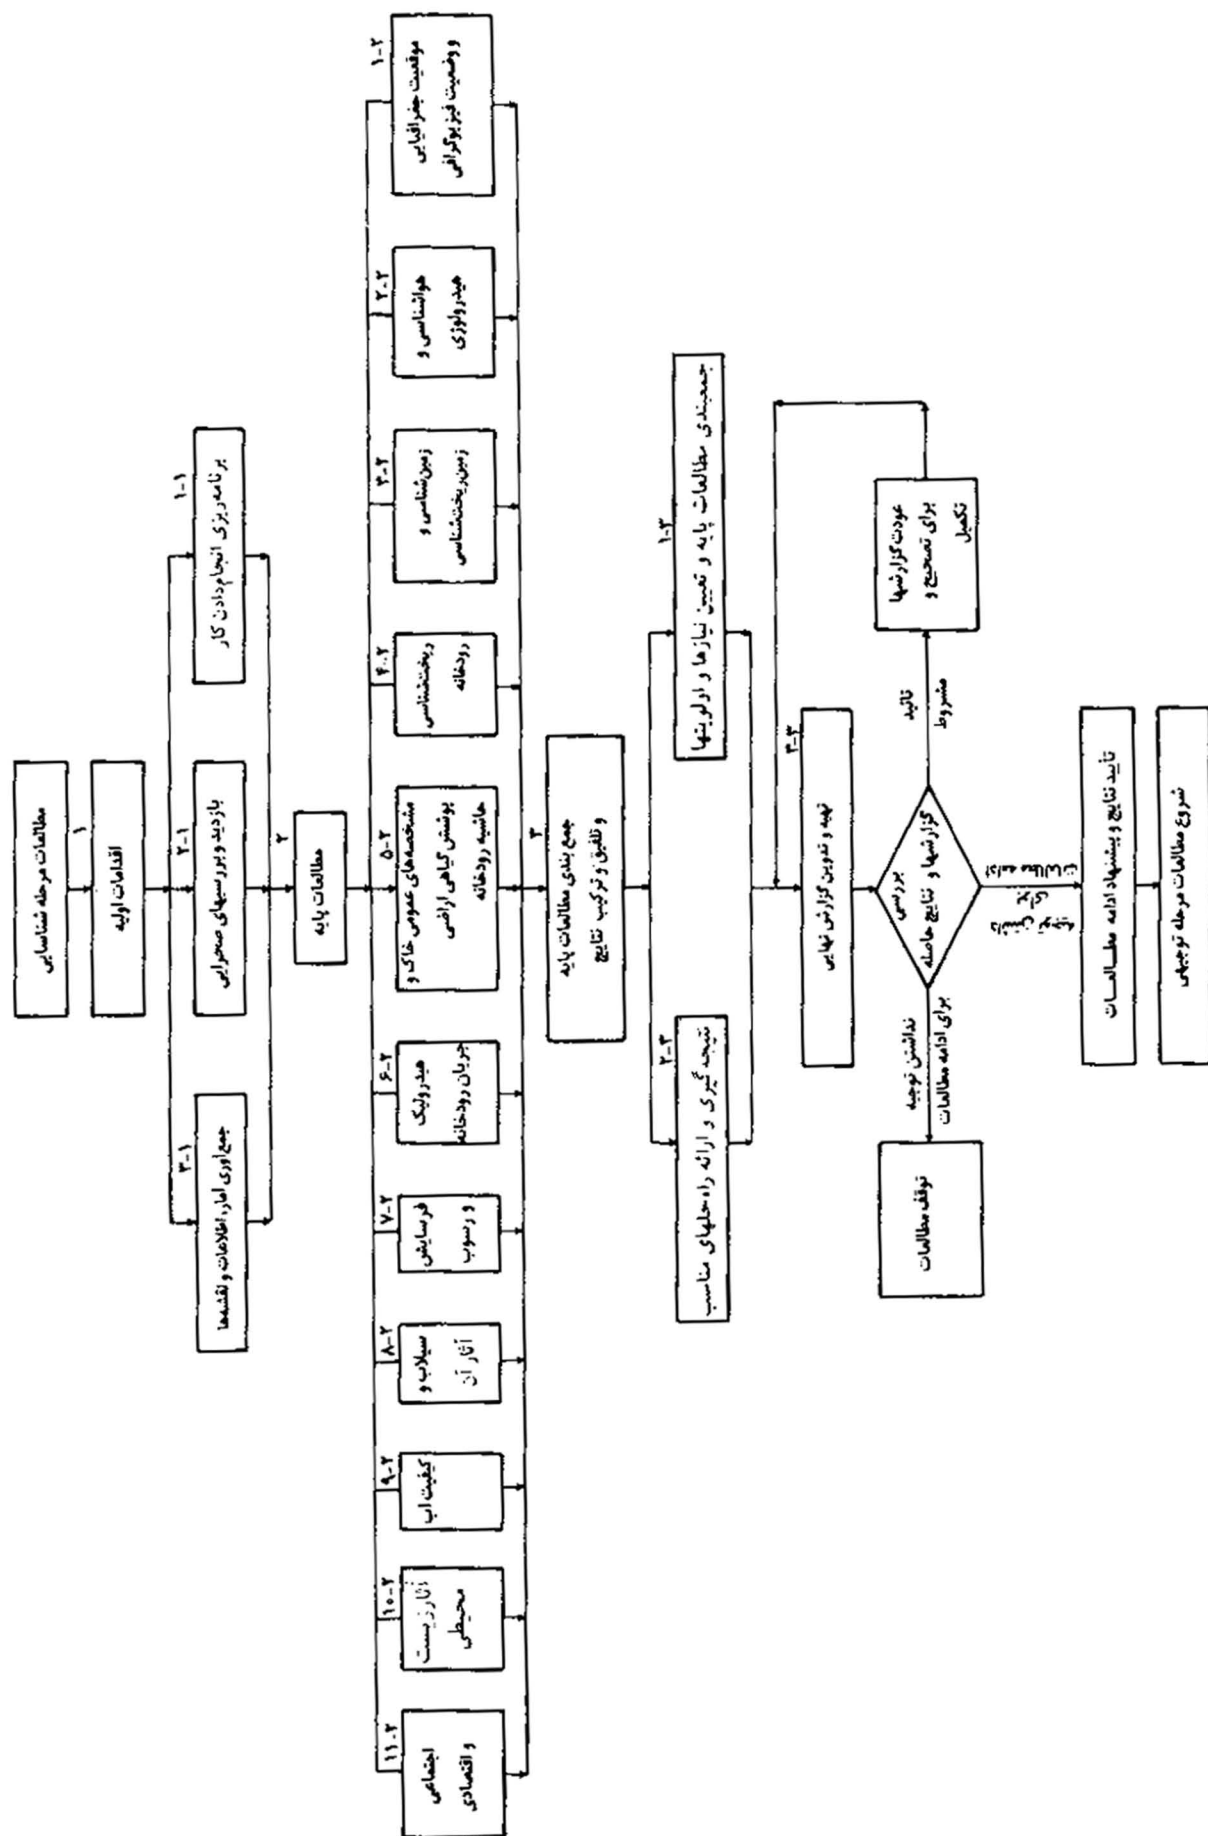 مطالعات مرحله شناسایی
۱
اقدامات اولیه
۱-۱
برنامه ریزی انجام دادن کار
۲-۱
بازدید و بررسیهای صحرایی
۳-۱
جمع‌آوری آمار، اطلاعات و نقشه‌ها
۲
مطالعات پایه
۱-۲
موقعیت جغرافیایی
و وضعیت فیزیوگرافی
۲-۲
هواشناسی و
هیدرولوژی
۳-۲
زمین‌شناسی و
زمین‌ریخت‌شناسی
۴-۲
ریخت‌شناسی
رودخانه
۵-۲
مشخصه‌های عمومی خاک و
پوشش گیاهی اراضی
حاشیه رودخانه
۶-۲
هیدرولیک
جریان رودخانه
۷-۲
فرسایش
و رسوب
۸-۲
سیلاب و
آثار آن
۹-۲
کیفیت آب
۱۰-۲
آثار زیست
محیطی
۱۱-۲
اجتماعی
و اقتصادی
۳
جمع بندی مطالعات پایه
و تلفیق و ترکیب نتایج
۱-۳
جمعبندی مطالعات پایه و تعیین نیازها و اولویتها
۲-۳
نتیجه گیری و ارائه راه‌حلهای مناسب
۳-۳
تهیه و تدوین گزارش نهایی
بررسی
گزارشها و نتایج حاصله
تائید
مشروط
عودت گزارشها
برای تصحیح و
تکمیل
نداشتن توجیه
برای ادامه مطالعات
توقف مطالعات
برای
ادامه مطالعات
تأیید نتایج و پیشنهاد ادامه مطالعات
شروع مطالعات مرحله توجیهی